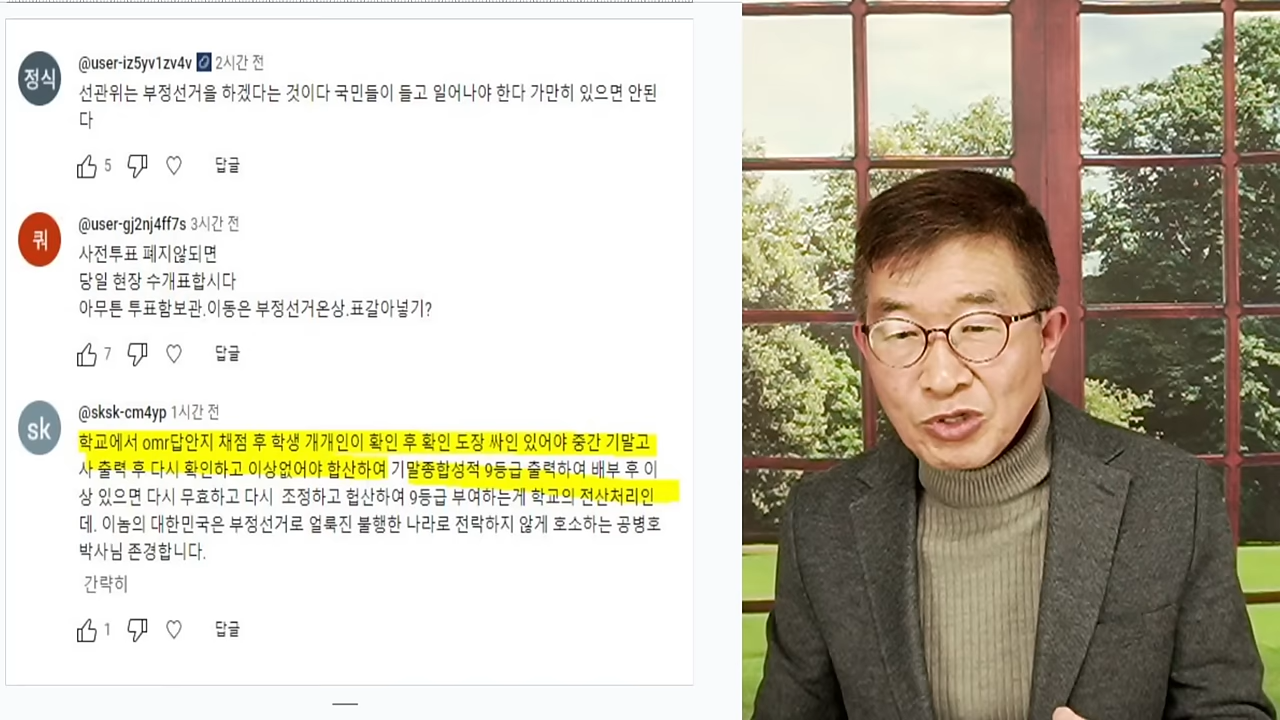 정식
@user-iz5yv1zv4v 2시간 전
선관위는 부정선거을 하겠다는 것이다 국민들이 들고 일어나야 한다 가만히 있으면 안된
다
5 답글
쿼
@user-gj2nj4ff7s 3시간 전
사전투표 폐지않되면
당일 현장 수개표합시다
아무튼 투표함보관.이동은 부정선거온상.표갈아넣기?
7 답글
sk
@sksk-cm4yp 1시간 전
학교에서 omr답안지 채점 후 학생 개개인이 확인 후 확인 도장 싸인 있어야 중간 기말고
사 출력 후 다시 확인하고 이상없어야 합산하여 기말종합성적 9등급 출력하여 배부 후 이
상 있으면 다시 무효하고 다시 조정하고 헙산하여 9등급 부여하는게 학교의 전산처리인
데. 이놈의 대한민국은 부정선거로 얼룩진 불행한 나라로 전락하지 않게 호소하는 공병호
박사님 존경합니다.
간략히
1 답글